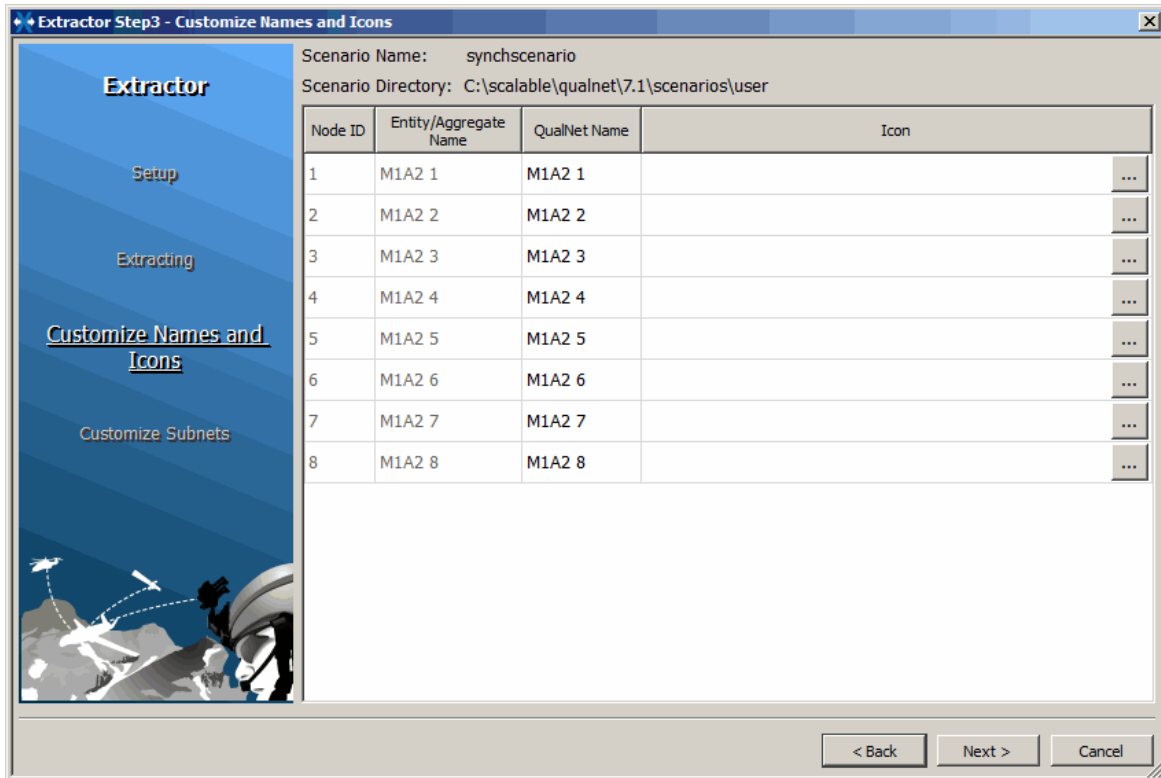 Extractor Step3 - Customize Names and Icons
Extractor
Setup
Extracting
Customize Names and
Icons
Customize Subnets
Scenario Name: synchscenario
Scenario Directory: C:\scalable\qualnet\7.1\scenarios\user
Node ID Entity/Aggregate Name QualNet Name Icon
1 M1A2 1 M1A2 1 ...
2 M1A2 2 M1A2 2 ...
3 M1A2 3 M1A2 3 ...
4 M1A2 4 M1A2 4 ...
5 M1A2 5 M1A2 5 ...
6 M1A2 6 M1A2 6 ...
7 M1A2 7 M1A2 7 ...
8 M1A2 8 M1A2 8 ...
< Back Next > Cancel